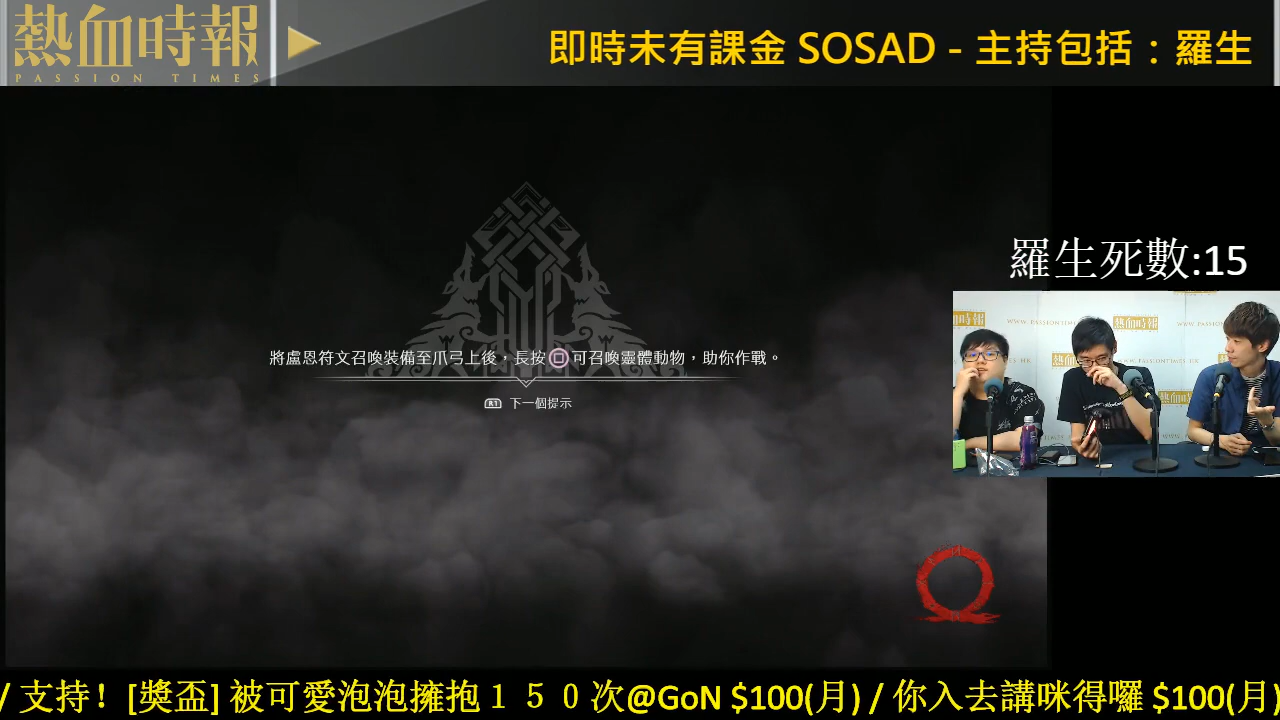 熱血時報
PASSION TIMES
即時未有課金 SOSAD - 主持包括：羅生
羅生死數:15
將盧恩符文召喚裝備至爪弓上後，長按可召喚靈體動物，助你作戰。
R1 下一個提示
/ 支持！[獎盃] 被可愛泡泡擁抱１５０次@GoN $100(月) / 你入去講咪得囉 $100(月)